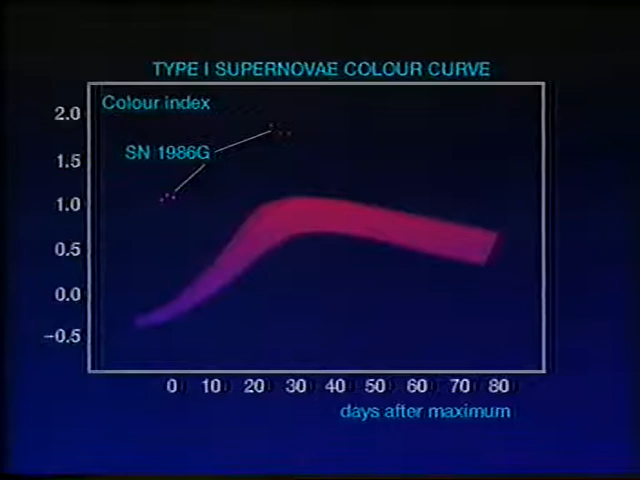 TYPE I SUPERNOVAE COLOUR CURVE
Colour index
2.0
SN 1986G
1.5
1.0
0.5
0.0
−0.5
0 10 20 30 40 50 60 70 80
days after maximum